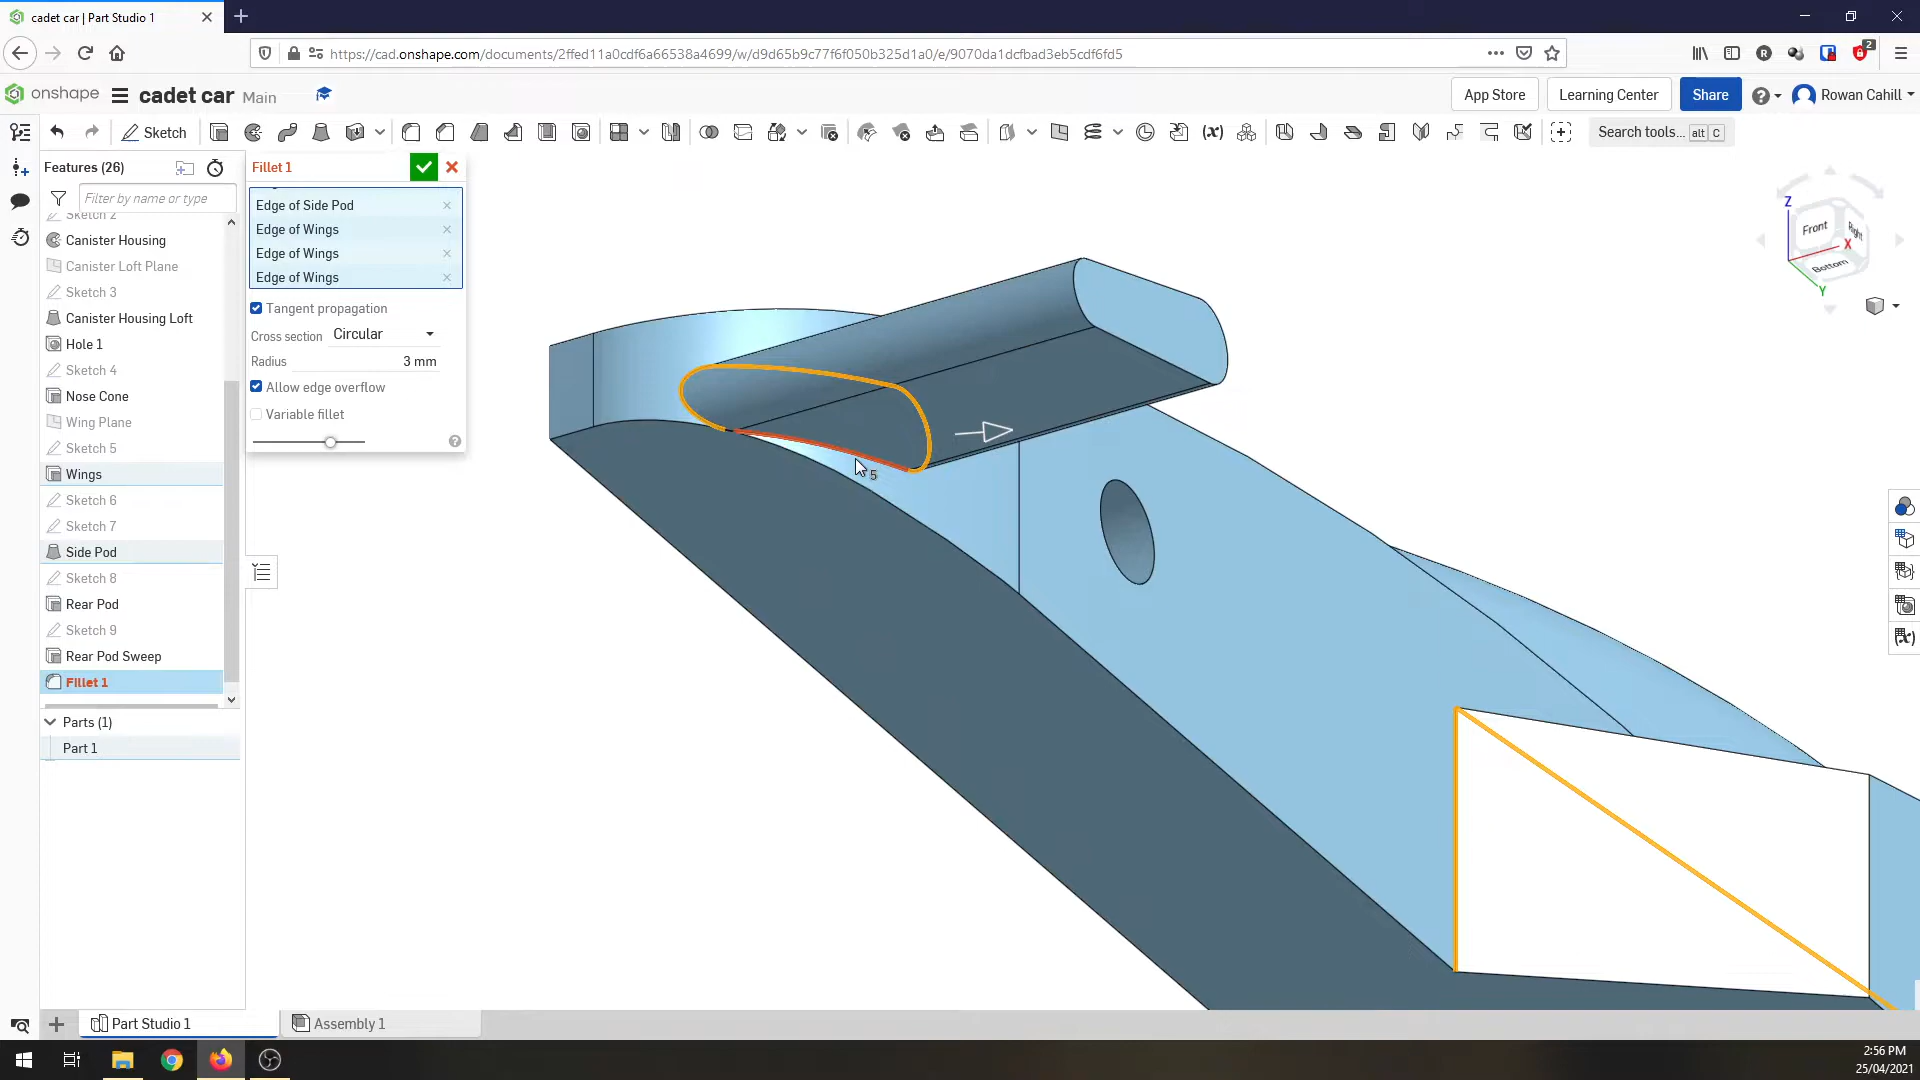 cadet car | Part Studio 1
https://cad.onshape.com/documents/2ffed11a0cdf6a66538a4699/w/d9d65b9c77f6f050b325d1a0/e/9070da1dcfbad3eb5cdf6fd5
2
onshape
cadet car Main
App Store
Learning Center
Share
Rowan Cahill
Sketch
Search tools... alt C
Features (26)
Filter by name or type
Sketch 2
Canister Housing
Canister Loft Plane
Sketch 3
Canister Housing Loft
Hole 1
Sketch 4
Nose Cone
Wing Plane
Sketch 5
Wings
Sketch 6
Sketch 7
Side Pod
Sketch 8
Rear Pod
Sketch 9
Rear Pod Sweep
Fillet 1
Parts (1)
Part 1
Fillet 1
Edge of Side Pod
Edge of Wings
Edge of Wings
Edge of Wings
Tangent propagation
Cross section Circular
Radius 3 mm
Allow edge overflow
Variable fillet
5
Z
Front
Right
X
Bottom
Y
Part Studio 1
Assembly 1
2:56 PM
25/04/2021